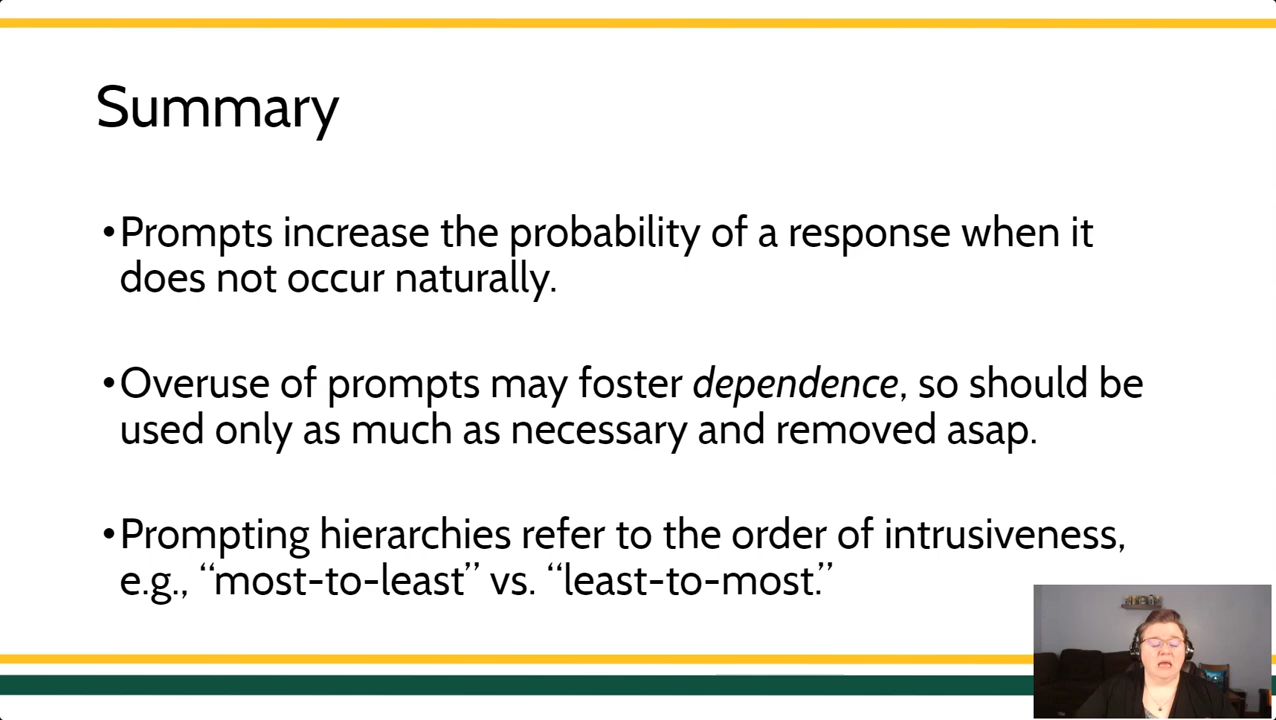 Summary
•Prompts increase the probability of a response when it
does not occur naturally.
•Overuse of prompts may foster dependence, so should be
used only as much as necessary and removed asap.
•Prompting hierarchies refer to the order of intrusiveness,
e.g., “most-to-least” vs. “least-to-most.”